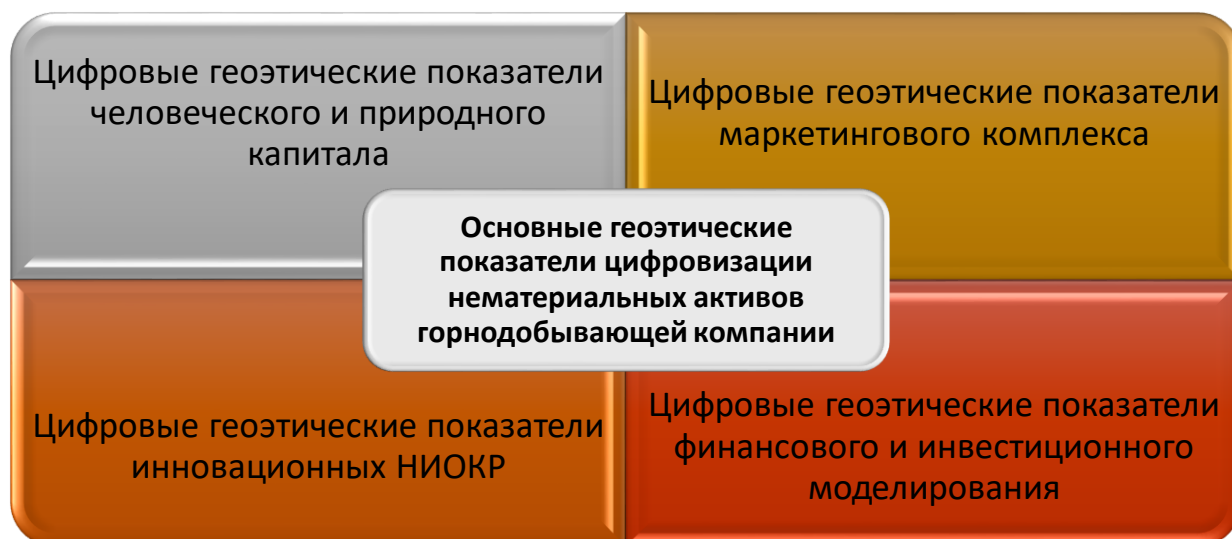 Цифровые геоэтические показатели
человеческого и природного
капитала
Цифровые геоэтические показатели
маркетингового комплекса
Основные геоэтические
показатели цифровизации
нематериальных активов
горнодобывающей компании
Цифровые геоэтические показатели
инновационных НИОКР
Цифровые геоэтические показатели
финансового и инвестиционного
моделирования